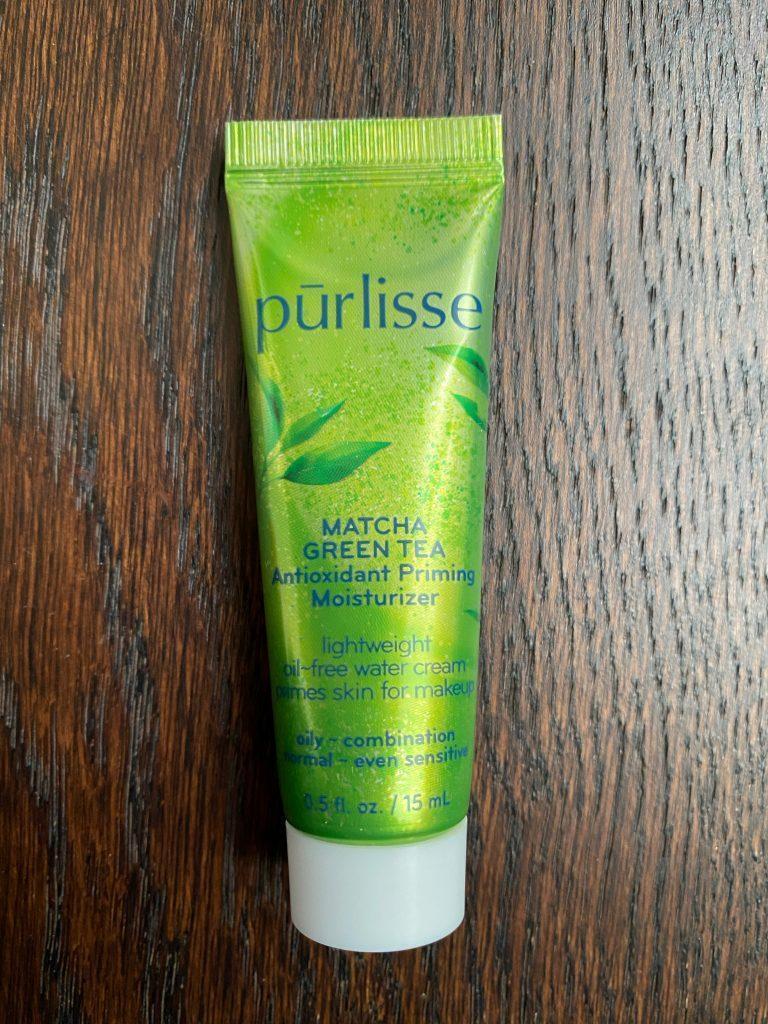 pūrlisse
MATCHA
GREEN TEA
Antioxidant Priming
Moisturizer
lightweight
oil-free water cream
primes skin for makeup
oily - combination
normal - even sensitive
0.5 fl. oz. / 15 mL